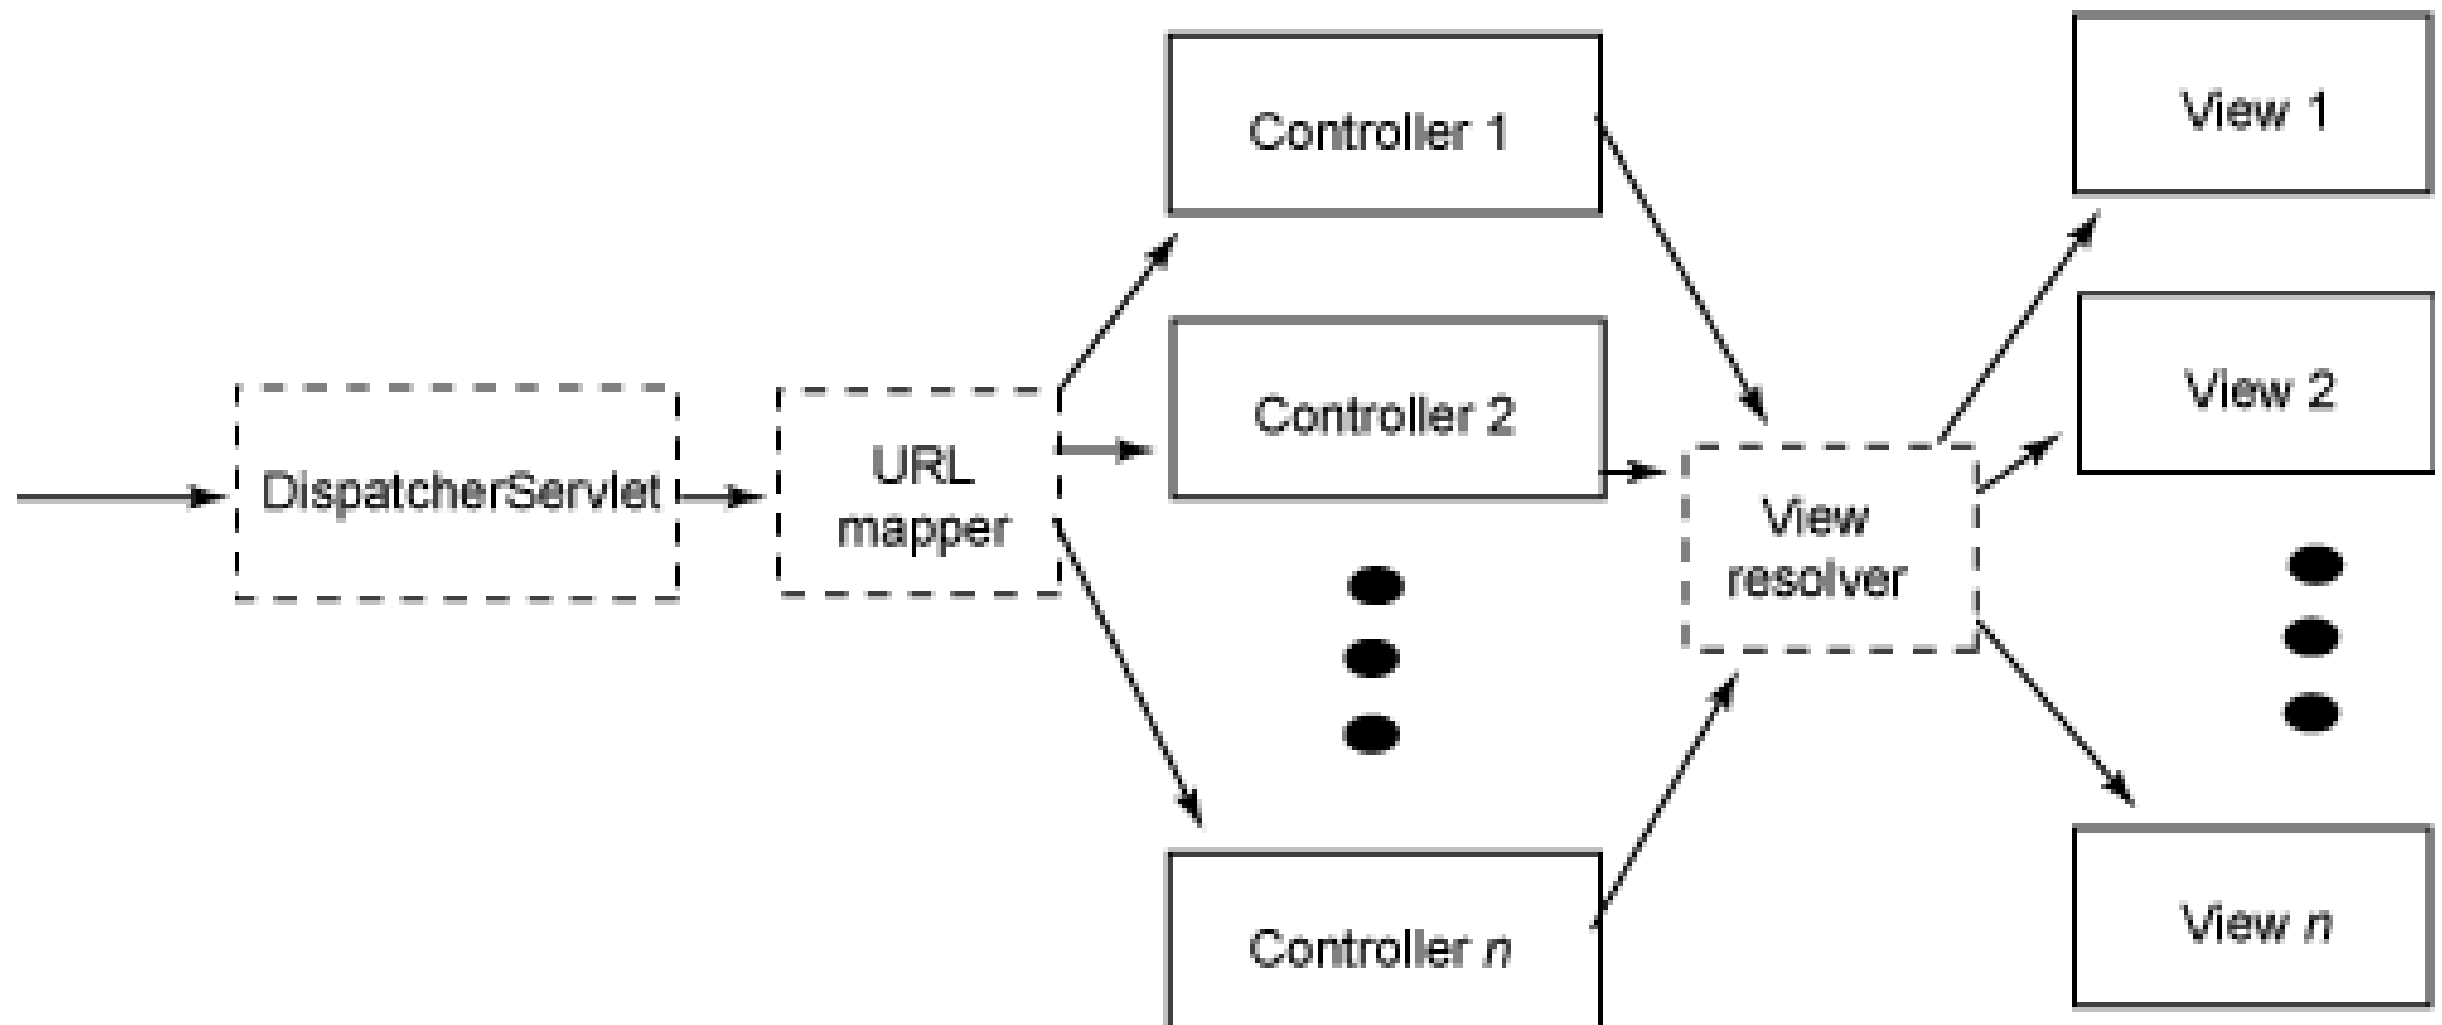 DispatcherServlet
URL
mapper
Controller 1
Controller 2
Controller n
View
resolver
View 1
View 2
View n